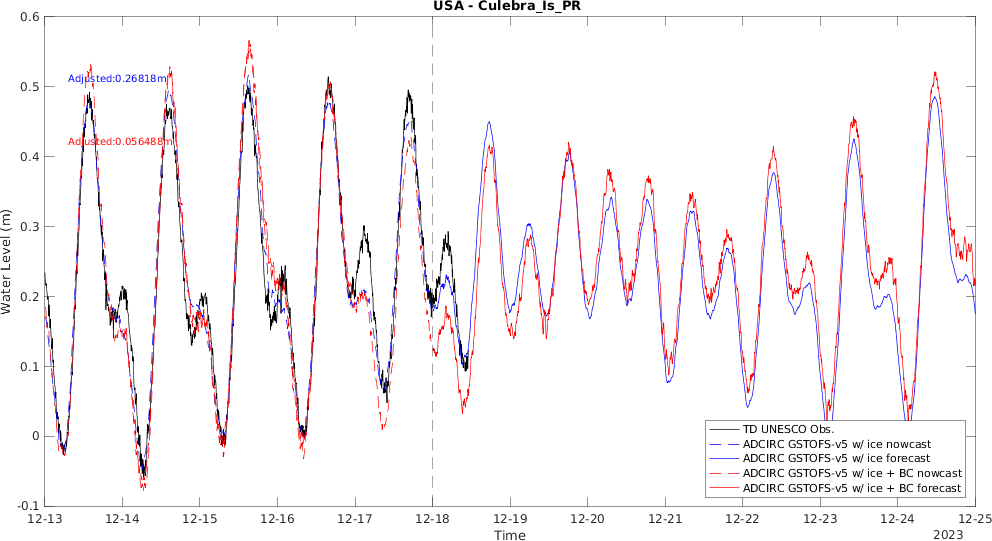 USA - Culebra_Is_PR
0.6
0.5
0.4
0.3
0.2
0.1
0
-0.1
Water Level (m)
Adjusted:0.26818m
Adjusted:0.056488m
TD UNESCO Obs.
ADCIRC GSTOFS-v5 w/ ice nowcast
ADCIRC GSTOFS-v5 w/ ice forecast
ADCIRC GSTOFS-v5 w/ ice + BC nowcast
ADCIRC GSTOFS-v5 w/ ice + BC forecast
12-13 12-14 12-15 12-16 12-17 12-18 12-19 12-20 12-21 12-22 12-23 12-24 12-25
Time
2023